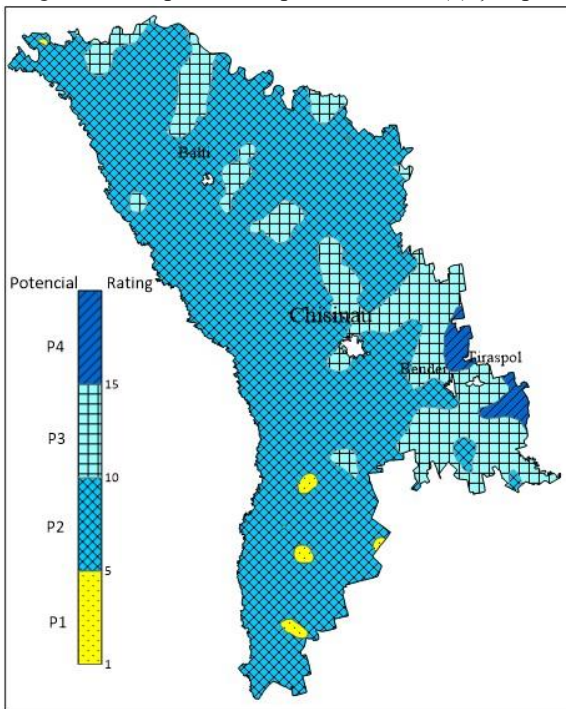 Balti
Potencial Rating
Chisinau
P4
Tiraspol
Bender
15
P3
10
P2
5
P1
1